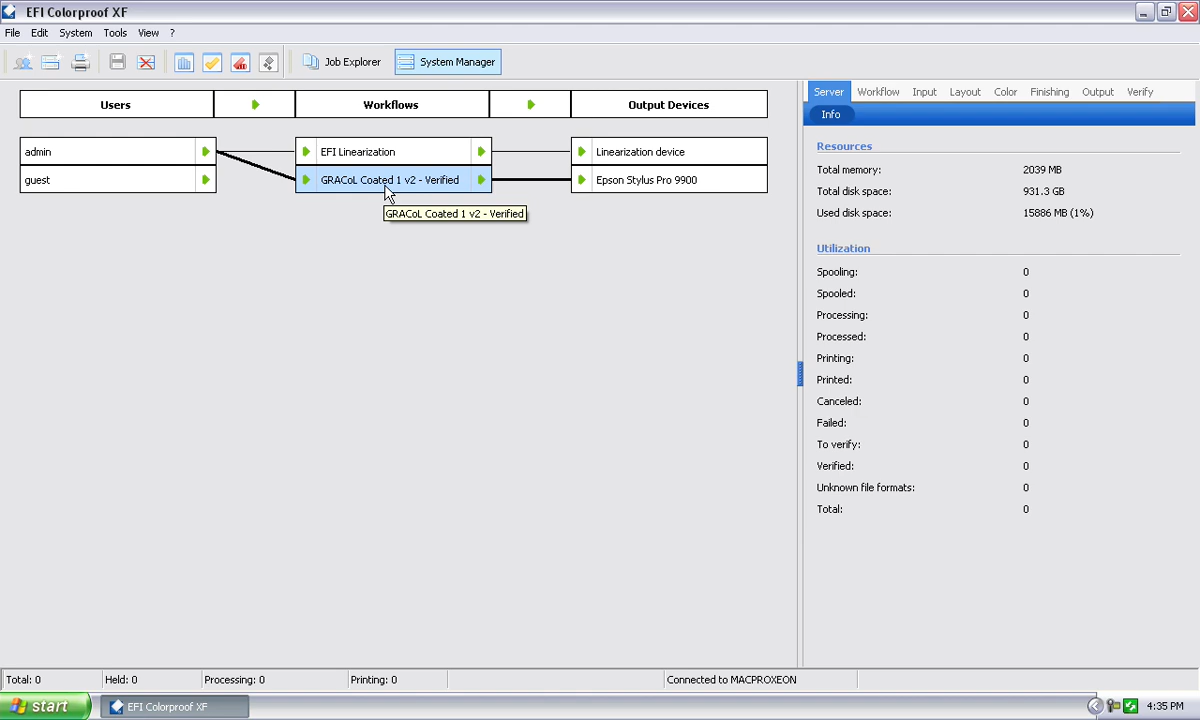 EFI Colorproof XF
File Edit System Tools View ?
Job Explorer System Manager
Users Workflows Output Devices
admin EFI Linearization Linearization device
guest GRACoL Coated 1 v2 - Verified Epson Stylus Pro 9900
GRACoL Coated 1 v2 - Verified
Server Workflow Input Layout Color Finishing Output Verify
Info
Resources
Total memory: 2039 MB
Total disk space: 931.3 GB
Used disk space: 15886 MB (1%)
Utilization
Spooling: 0
Spooled: 0
Processing: 0
Processed: 0
Printing: 0
Printed: 0
Canceled: 0
Failed: 0
To verify: 0
Verified: 0
Unknown file formats: 0
Total: 0
Total: 0 Held: 0 Processing: 0 Printing: 0 Connected to MACPROXEON
start EFI Colorproof XF 4:35 PM